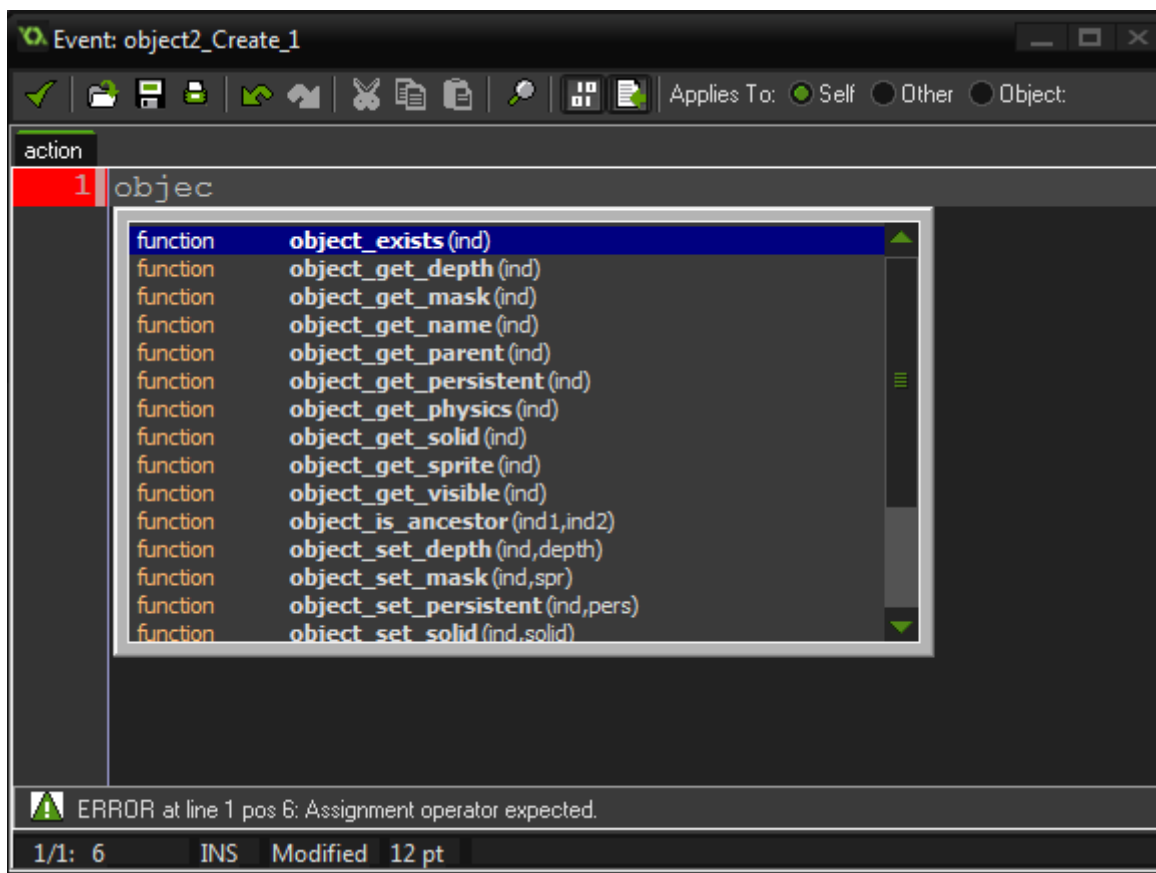 Event: object2_Create_1
Applies To: Self Other Object:
action
1 objec
function object_exists(ind)
function object_get_depth(ind)
function object_get_mask(ind)
function object_get_name(ind)
function object_get_parent(ind)
function object_get_persistent(ind)
function object_get_physics(ind)
function object_get_solid(ind)
function object_get_sprite(ind)
function object_get_visible(ind)
function object_is_ancestor(ind1,ind2)
function object_set_depth(ind,depth)
function object_set_mask(ind,spr)
function object_set_persistent(ind,pers)
function object_set_solid(ind,solid)
ERROR at line 1 pos 6: Assignment operator expected.
1/1: 6 INS Modified 12 pt